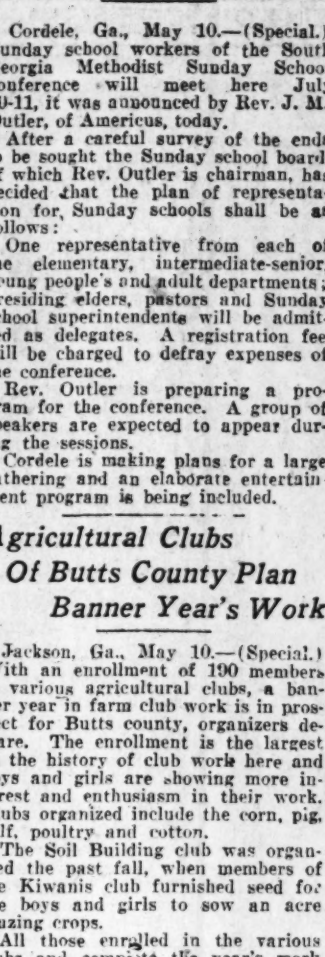 Cordele, Ga., May 10.—(Special.)
unday school workers of the South
eorgia Methodist Sunday Schoo
onference will meet here July
0-11, it was announced by Rev. J. M.
utler, of Americus, today.
After a careful survey of the ends
o be sought the Sunday school board
f which Rev. Outler is chairman, has
ecided that the plan of representa
on for Sunday schools shall be as
ollows:
One representative from each of
he elementary, intermediate-senior,
oung people's and adult departments;
residing elders, pastors and Sunday
chool superintendents will be admit-
ed as delegates. A registration fee
ill be charged to defray expenses of
he conference.
Rev. Outler is preparing a pro-
ram for the conference. A group of
peakers are expected to appear dur-
g the sessions.
Cordele is making plans for a large
athering and an elaborate entertain-
ent program is being included.
Agricultural Clubs
Of Butts County Plan
Banner Year's Work
Jackson, Ga., May 10.—(Special.)
ith an enrollment of 190 members
various agricultural clubs, a ban-
er year in farm club work is in pros-
ect for Butts county, organizers de-
are. The enrollment is the largest
the history of club work here and
ys and girls are showing more in-
rest and enthusiasm in their work.
ubs organized include the corn, pig,
lf, poultry and cotton.
The Soil Building club was organ-
ed the past fall, when members of
e Kiwanis club furnished seed for
e boys and girls to sow an acre
uzing crops.
All those enrolled in the various